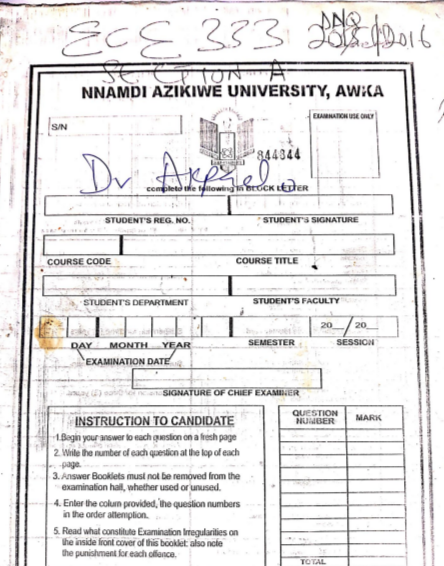 ECE 333
2015/2016
SECTION A
NNAMDI AZIKIWE UNIVERSITY, AWKA
S/N
EXAMINATION USE ONLY
844844
Dr
complete the following in BLOCK LETTER
STUDENT'S REG. NO. STUDENT'S SIGNATURE
COURSE CODE COURSE TITLE
STUDENT'S DEPARTMENT STUDENT'S FACULTY
20__/20__
DAY MONTH YEAR SEMESTER SESSION
EXAMINATION DATE
SIGNATURE OF CHIEF EXAMINER
INSTRUCTION TO CANDIDATE
1.Begin your answer to each question on a fresh page
2. Write the number of each question at the top of each
page.
3. Answer Booklets must not be removed from the
examination hall, whether used or unused.
4. Enter the colum provided, the question numbers
in the order attemption.
5. Read what constitute Examination Irregularities on
the inside front cover of this booklet; also note
the punishment for each offence.
QUESTION
NUMBER MARK
TOTAL